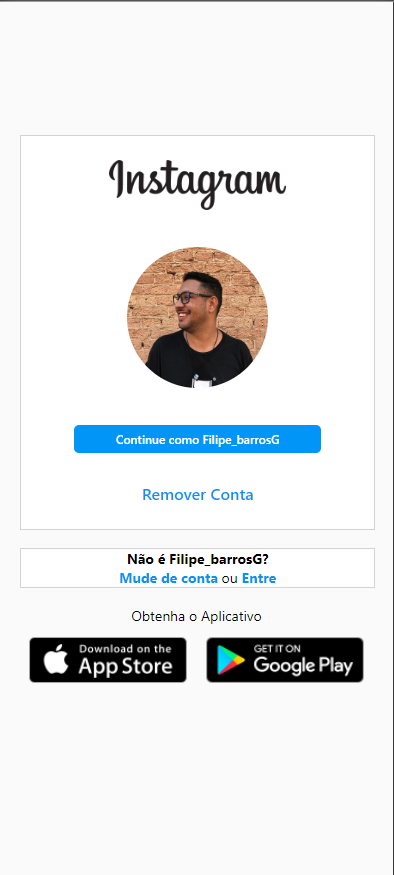 Instagram
Continue como Filipe_barrosG
Remover Conta
Não é Filipe_barrosG?
Mude de conta ou Entre
Obtenha o Aplicativo
Download on the
App Store
GET IT ON
Google Play